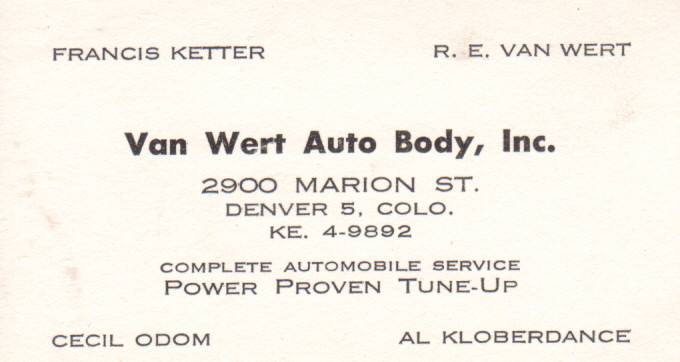 FRANCIS KETTER R. E. VAN WERT
Van Wert Auto Body, Inc.
2900 MARION ST.
DENVER 5, COLO.
KE. 4-9892
COMPLETE AUTOMOBILE SERVICE
POWER PROVEN TUNE-UP
CECIL ODOM AL KLOBERDANCE